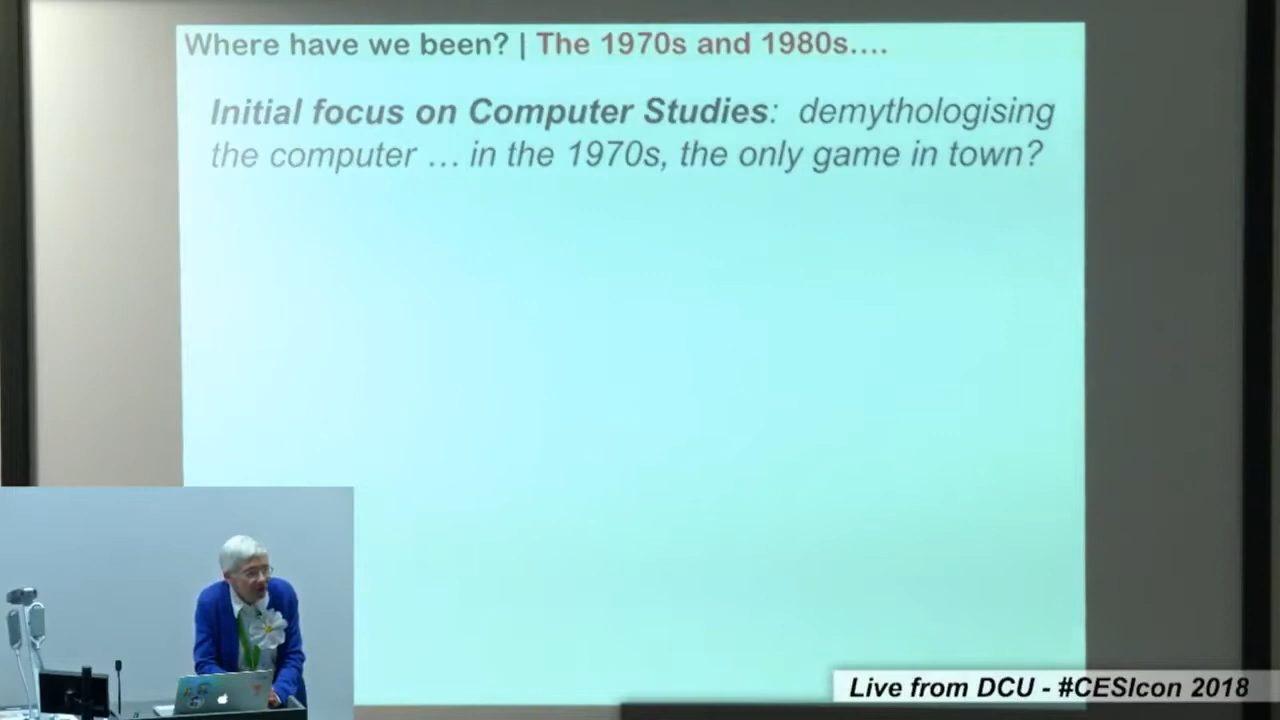 Where have we been? | The 1970s and 1980s....
Initial focus on Computer Studies: demythologising
the computer ... in the 1970s, the only game in town?
Live from DCU - #CESIcon 2018